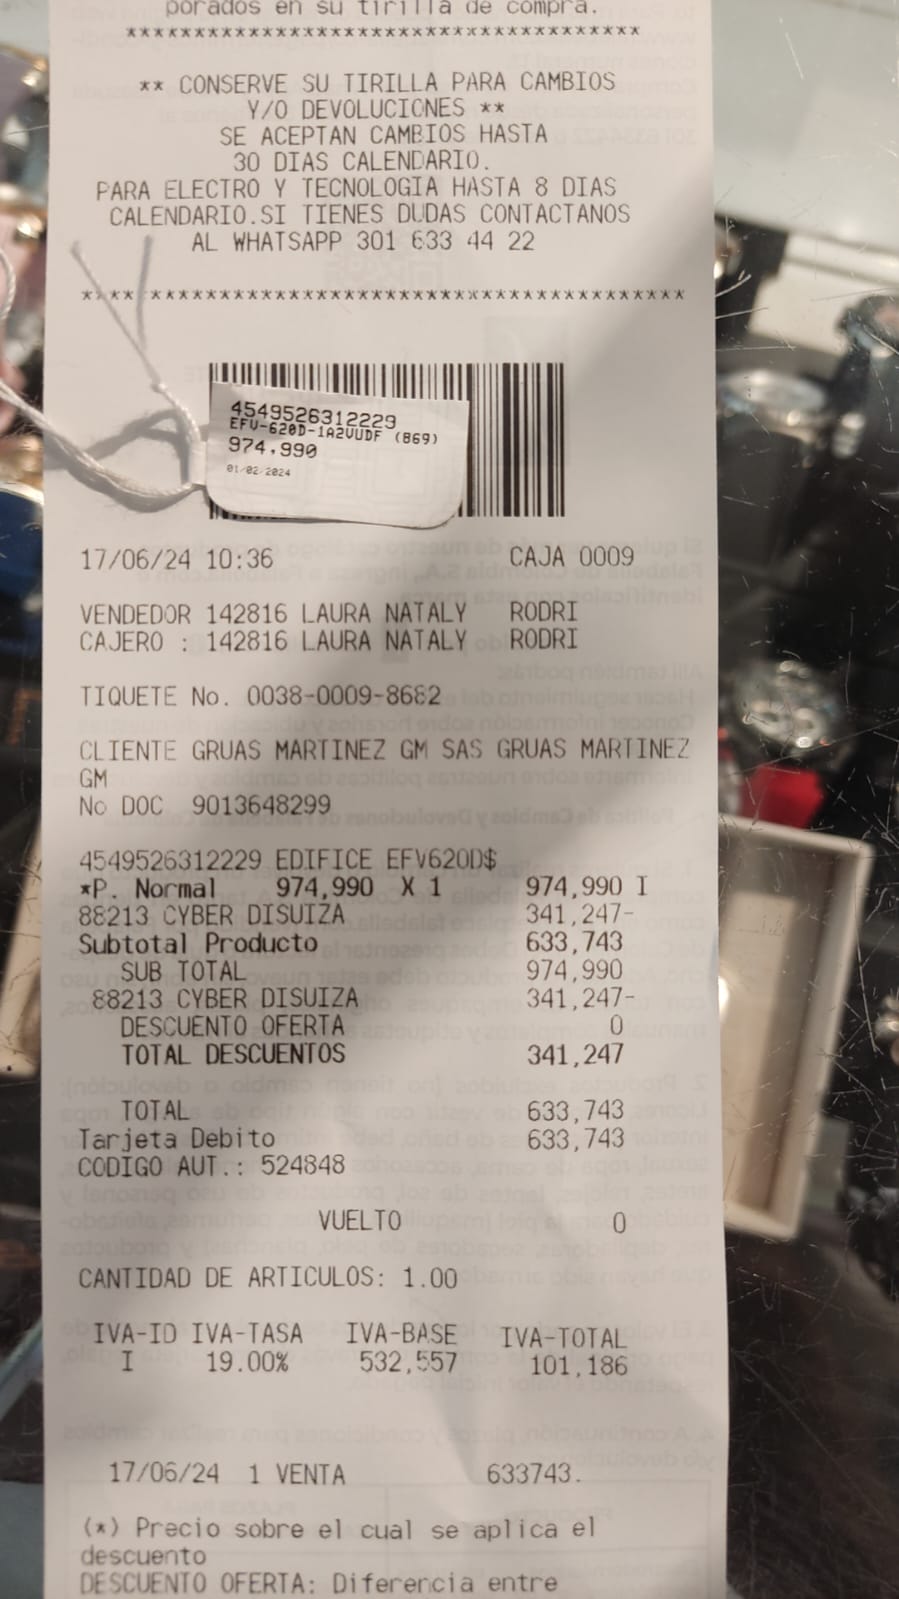 porados en su tirilla de compra.
**************************************
** CONSERVE SU TIRILLA PARA CAMBIOS
Y/O DEVOLUCIONES **
SE ACEPTAN CAMBIOS HASTA
30 DIAS CALENDARIO.
PARA ELECTRO Y TECNOLOGIA HASTA 8 DIAS
CALENDARIO.SI TIENES DUDAS CONTACTANOS
AL WHATSAPP 301 633 44 22
********************************************
4549526312229
EFV-620D-1A2VUDF (869)
974.990
01/02/2024
17/06/24 10:36 CAJA 0009
VENDEDOR 142816 LAURA NATALY RODRI
CAJERO : 142816 LAURA NATALY RODRI
TIQUETE No. 0038-0009-8682
CLIENTE GRUAS MARTINEZ GM SAS GRUAS MARTINEZ
GM
No DOC 9013648299
4549526312229 EDIFICE EFV620D$
*P. Normal 974,990 X 1 974,990 I
88213 CYBER DISUIZA 341,247-
Subtotal Producto 633,743
SUB TOTAL 974,990
88213 CYBER DISUIZA 341,247-
DESCUENTO OFERTA 0
TOTAL DESCUENTOS 341,247
TOTAL 633,743
Tarjeta Debito 633,743
CODIGO AUT.: 524848
VUELTO 0
CANTIDAD DE ARTICULOS: 1.00
IVA-ID IVA-TASA IVA-BASE IVA-TOTAL
I 19.00% 532,557 101,186
17/06/24 1 VENTA 633743.
(*) Precio sobre el cual se aplica el
descuento
DESCUENTO OFERTA: Diferencia entre